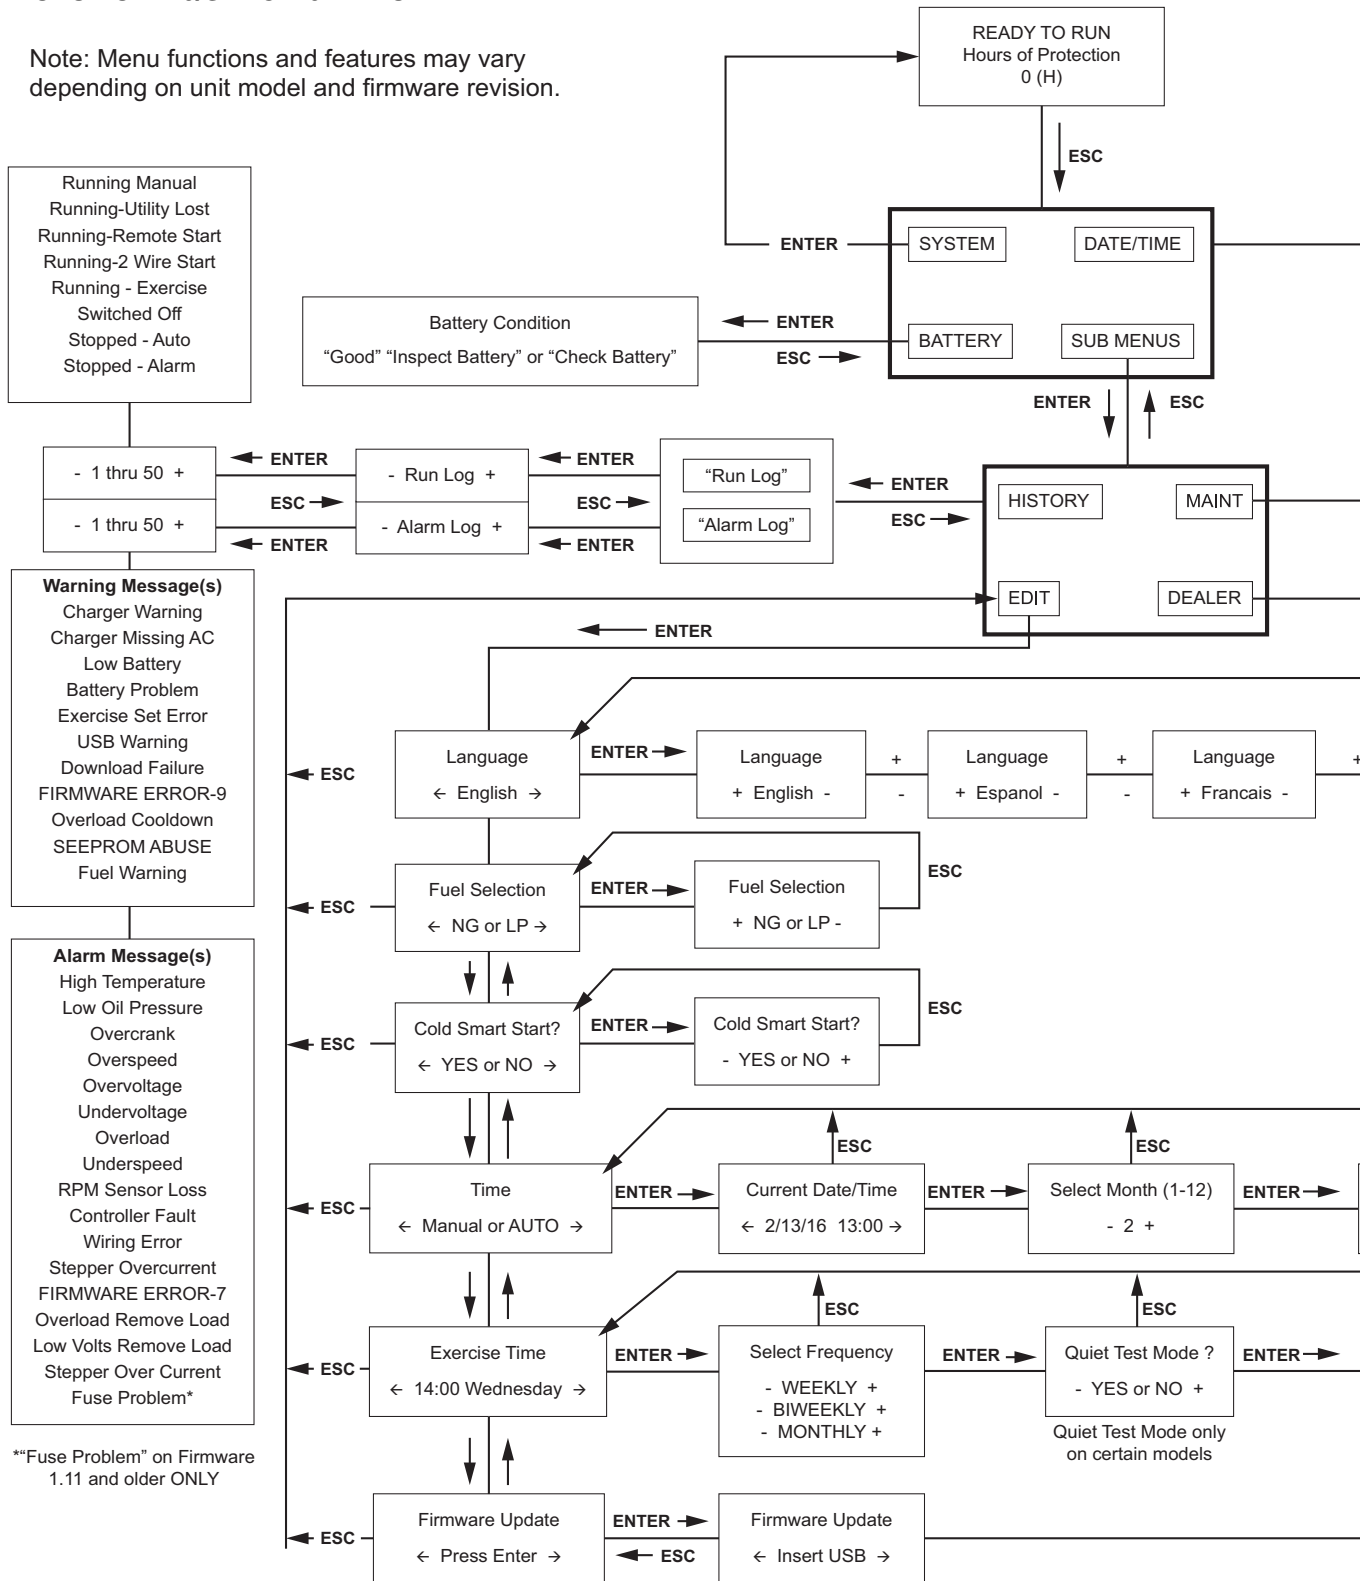 Note: Menu functions and features may vary
depending on unit model and firmware revision.
READY TO RUN
Hours of Protection
0 (H)
ESC
ENTER
SYSTEM
DATE/TIME
BATTERY
SUB MENUS
Battery Condition
“Good” “Inspect Battery” or “Check Battery”
ENTER
ESC
ENTER
ESC
Running Manual
Running-Utility Lost
Running-Remote Start
Running-2 Wire Start
Running - Exercise
Switched Off
Stopped - Auto
Stopped - Alarm
- 1 thru 50 +
- 1 thru 50 +
ENTER
ESC
ENTER
- Run Log +
- Alarm Log +
ENTER
ESC
ENTER
“Run Log”
“Alarm Log”
ENTER
ESC
HISTORY
MAINT
EDIT
DEALER
ENTER
Warning Message(s)
Charger Warning
Charger Missing AC
Low Battery
Battery Problem
Exercise Set Error
USB Warning
Download Failure
FIRMWARE ERROR-9
Overload Cooldown
SEEPROM ABUSE
Fuel Warning
Alarm Message(s)
High Temperature
Low Oil Pressure
Overcrank
Overspeed
Overvoltage
Undervoltage
Overload
Underspeed
RPM Sensor Loss
Controller Fault
Wiring Error
Stepper Overcurrent
FIRMWARE ERROR-7
Overload Remove Load
Low Volts Remove Load
Stepper Over Current
Fuse Problem*
*“Fuse Problem” on Firmware
1.11 and older ONLY
ESC
Language
← English →
ENTER
Language
+ English -
+
-
Language
+ Espanol -
+
-
Language
+ Francais -
+
ESC
Fuel Selection
← NG or LP →
ENTER
Fuel Selection
+ NG or LP -
ESC
ESC
Cold Smart Start?
← YES or NO →
ENTER
Cold Smart Start?
- YES or NO +
ESC
ESC
Time
← Manual or AUTO →
ENTER
ESC
Current Date/Time
← 2/13/16 13:00 →
ENTER
ESC
Select Month (1-12)
- 2 +
ENTER
ESC
Exercise Time
← 14:00 Wednesday →
ENTER
ESC
Select Frequency
- WEEKLY +
- BIWEEKLY +
- MONTHLY +
ENTER
ESC
Quiet Test Mode ?
- YES or NO +
ENTER
Quiet Test Mode only
on certain models
ESC
Firmware Update
← Press Enter →
ENTER
ESC
Firmware Update
← Insert USB →